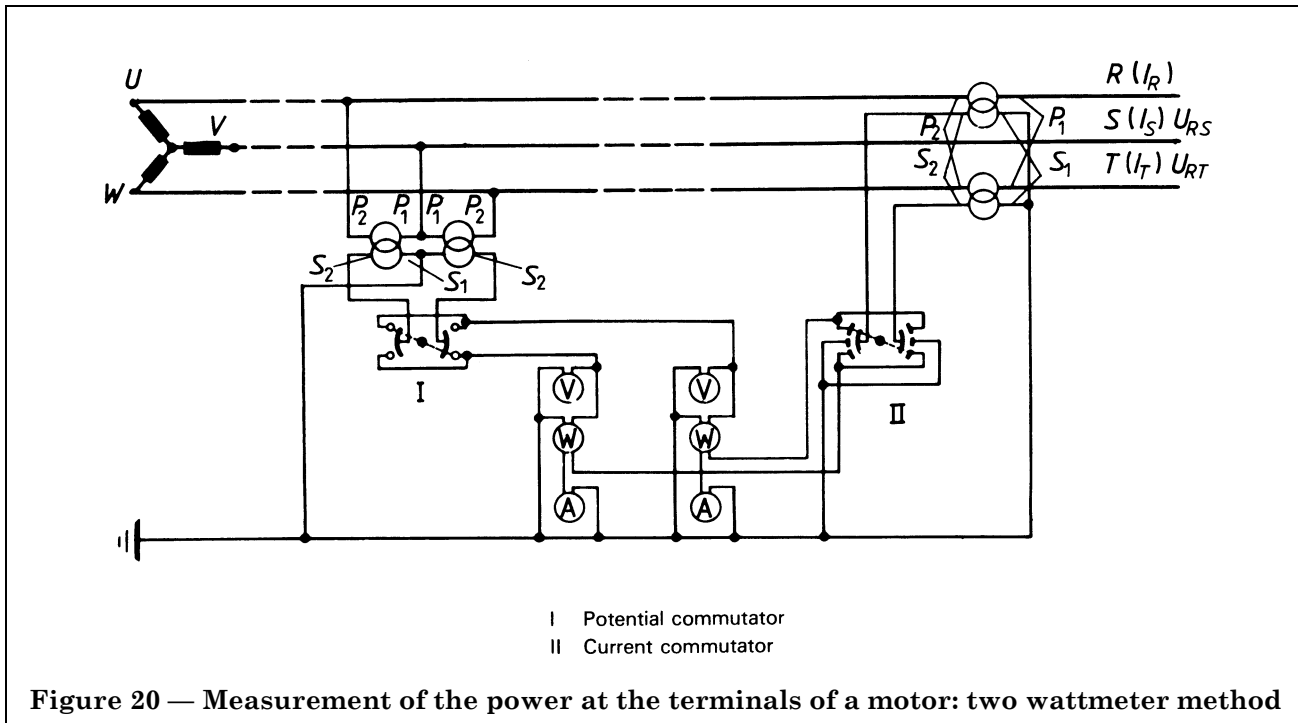 U
R (I_R)
V
P₂
P₁
S (I_S) U_RS
W
S₂
S₁
T (I_T) U_RT
P₂ P₁ P₁ P₂
S₂ S₁ S₂
I
II
V V
W W
A A
I Potential commutator
II Current commutator
Figure 20 — Measurement of the power at the terminals of a motor: two wattmeter method